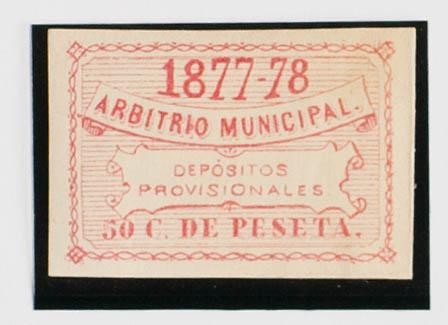 1877-78
ARBITRIO MUNICIPAL.
DEPÓSITOS
PROVISIONALES
50 C. DE PESETA.